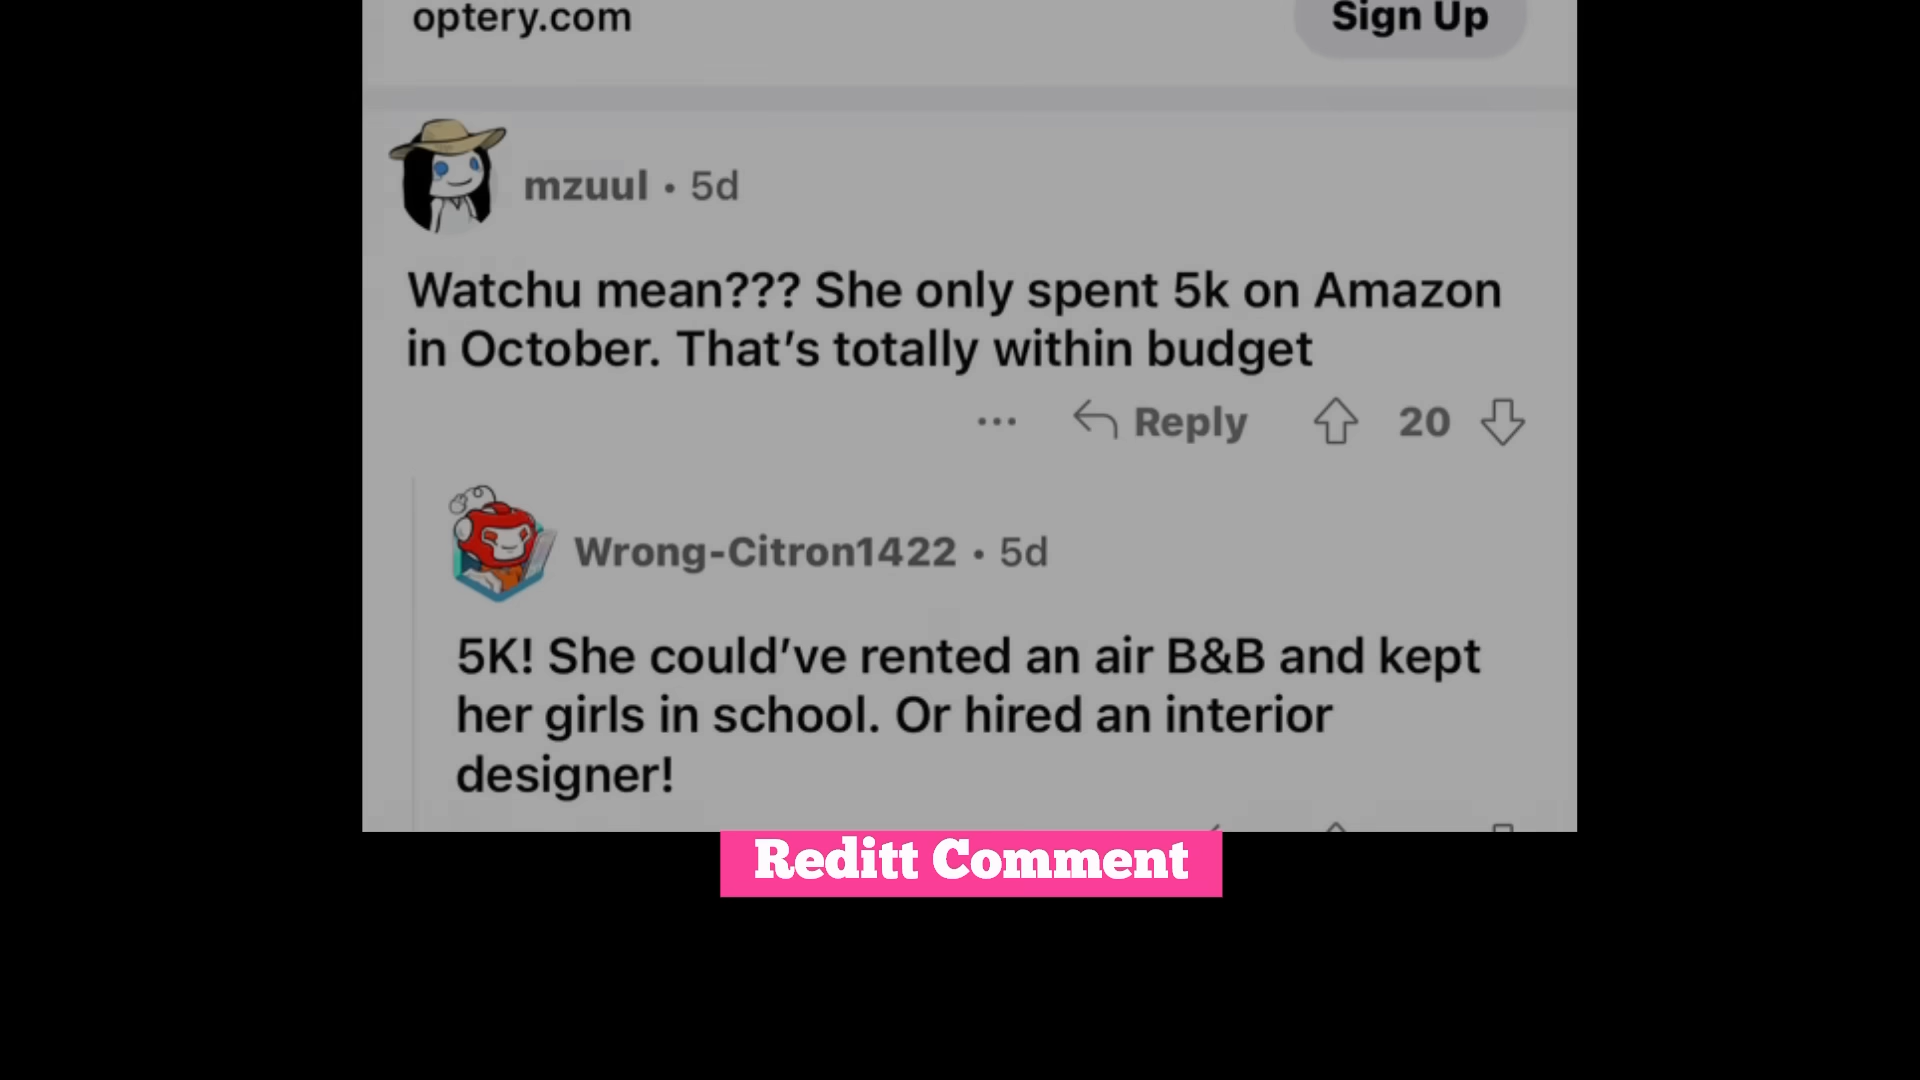 optery.com
Sign Up
mzuul • 5d
Watchu mean??? She only spent 5k on Amazon
in October. That's totally within budget
... Reply 20
Wrong-Citron1422 • 5d
5K! She could've rented an air B&B and kept
her girls in school. Or hired an interior
designer!
Reditt Comment